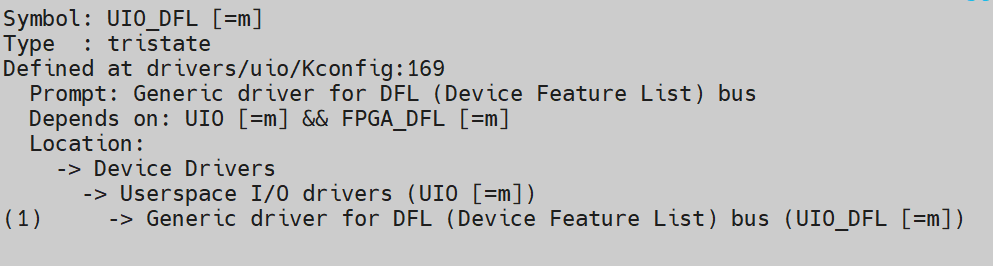 Symbol: UIO_DFL [=m]
Type  : tristate
Defined at drivers/uio/Kconfig:169
  Prompt: Generic driver for DFL (Device Feature List) bus
  Depends on: UIO [=m] && FPGA_DFL [=m]
  Location:
    -> Device Drivers
      -> Userspace I/O drivers (UIO [=m])
(1)     -> Generic driver for DFL (Device Feature List) bus (UIO_DFL [=m])